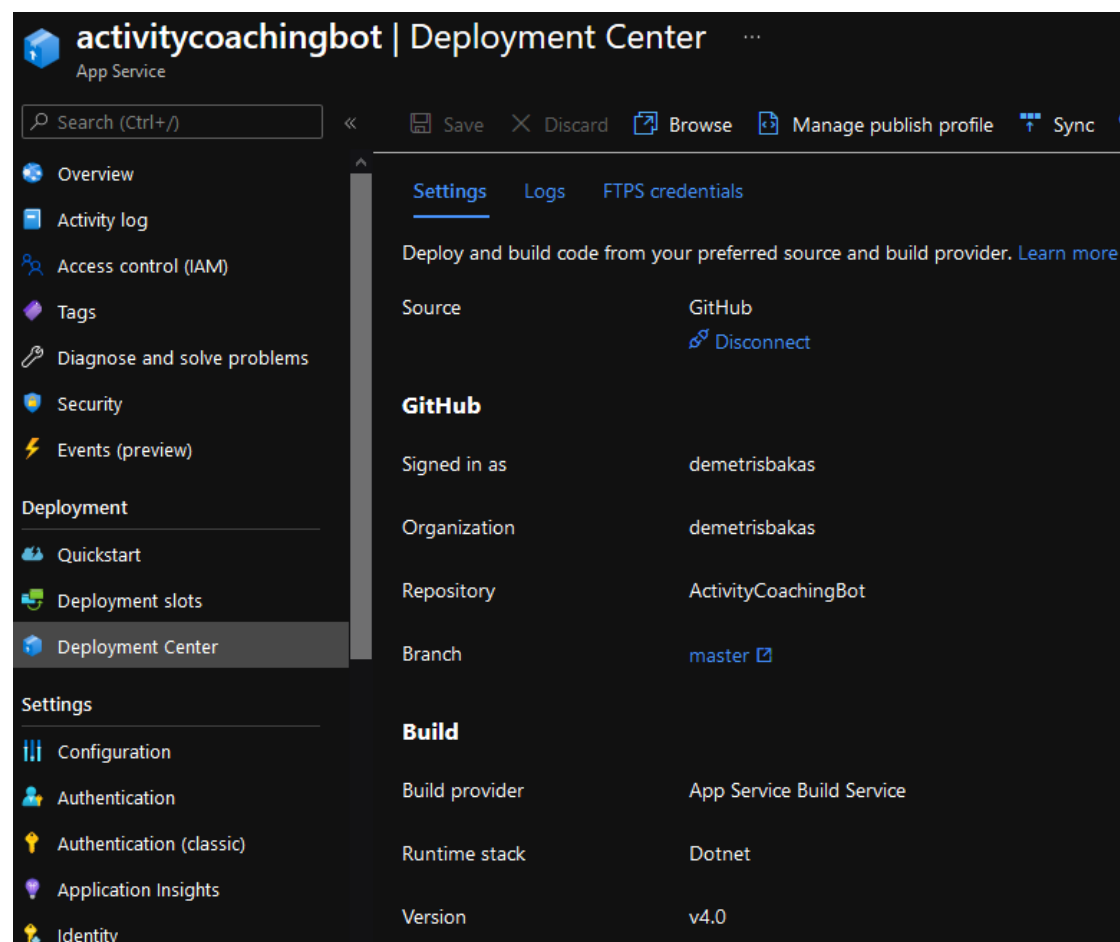 activitycoachingbot | Deployment Center ...
App Service
Search (Ctrl+/)
«
Save
Discard
Browse
Manage publish profile
Sync
Overview
Activity log
Access control (IAM)
Tags
Diagnose and solve problems
Security
Events (preview)
Deployment
Quickstart
Deployment slots
Deployment Center
Settings
Configuration
Authentication
Authentication (classic)
Application Insights
Identity
Settings
Logs
FTPS credentials
Deploy and build code from your preferred source and build provider. Learn more
Source
GitHub
Disconnect
GitHub
Signed in as
demetrisbakas
Organization
demetrisbakas
Repository
ActivityCoachingBot
Branch
master
Build
Build provider
App Service Build Service
Runtime stack
Dotnet
Version
v4.0